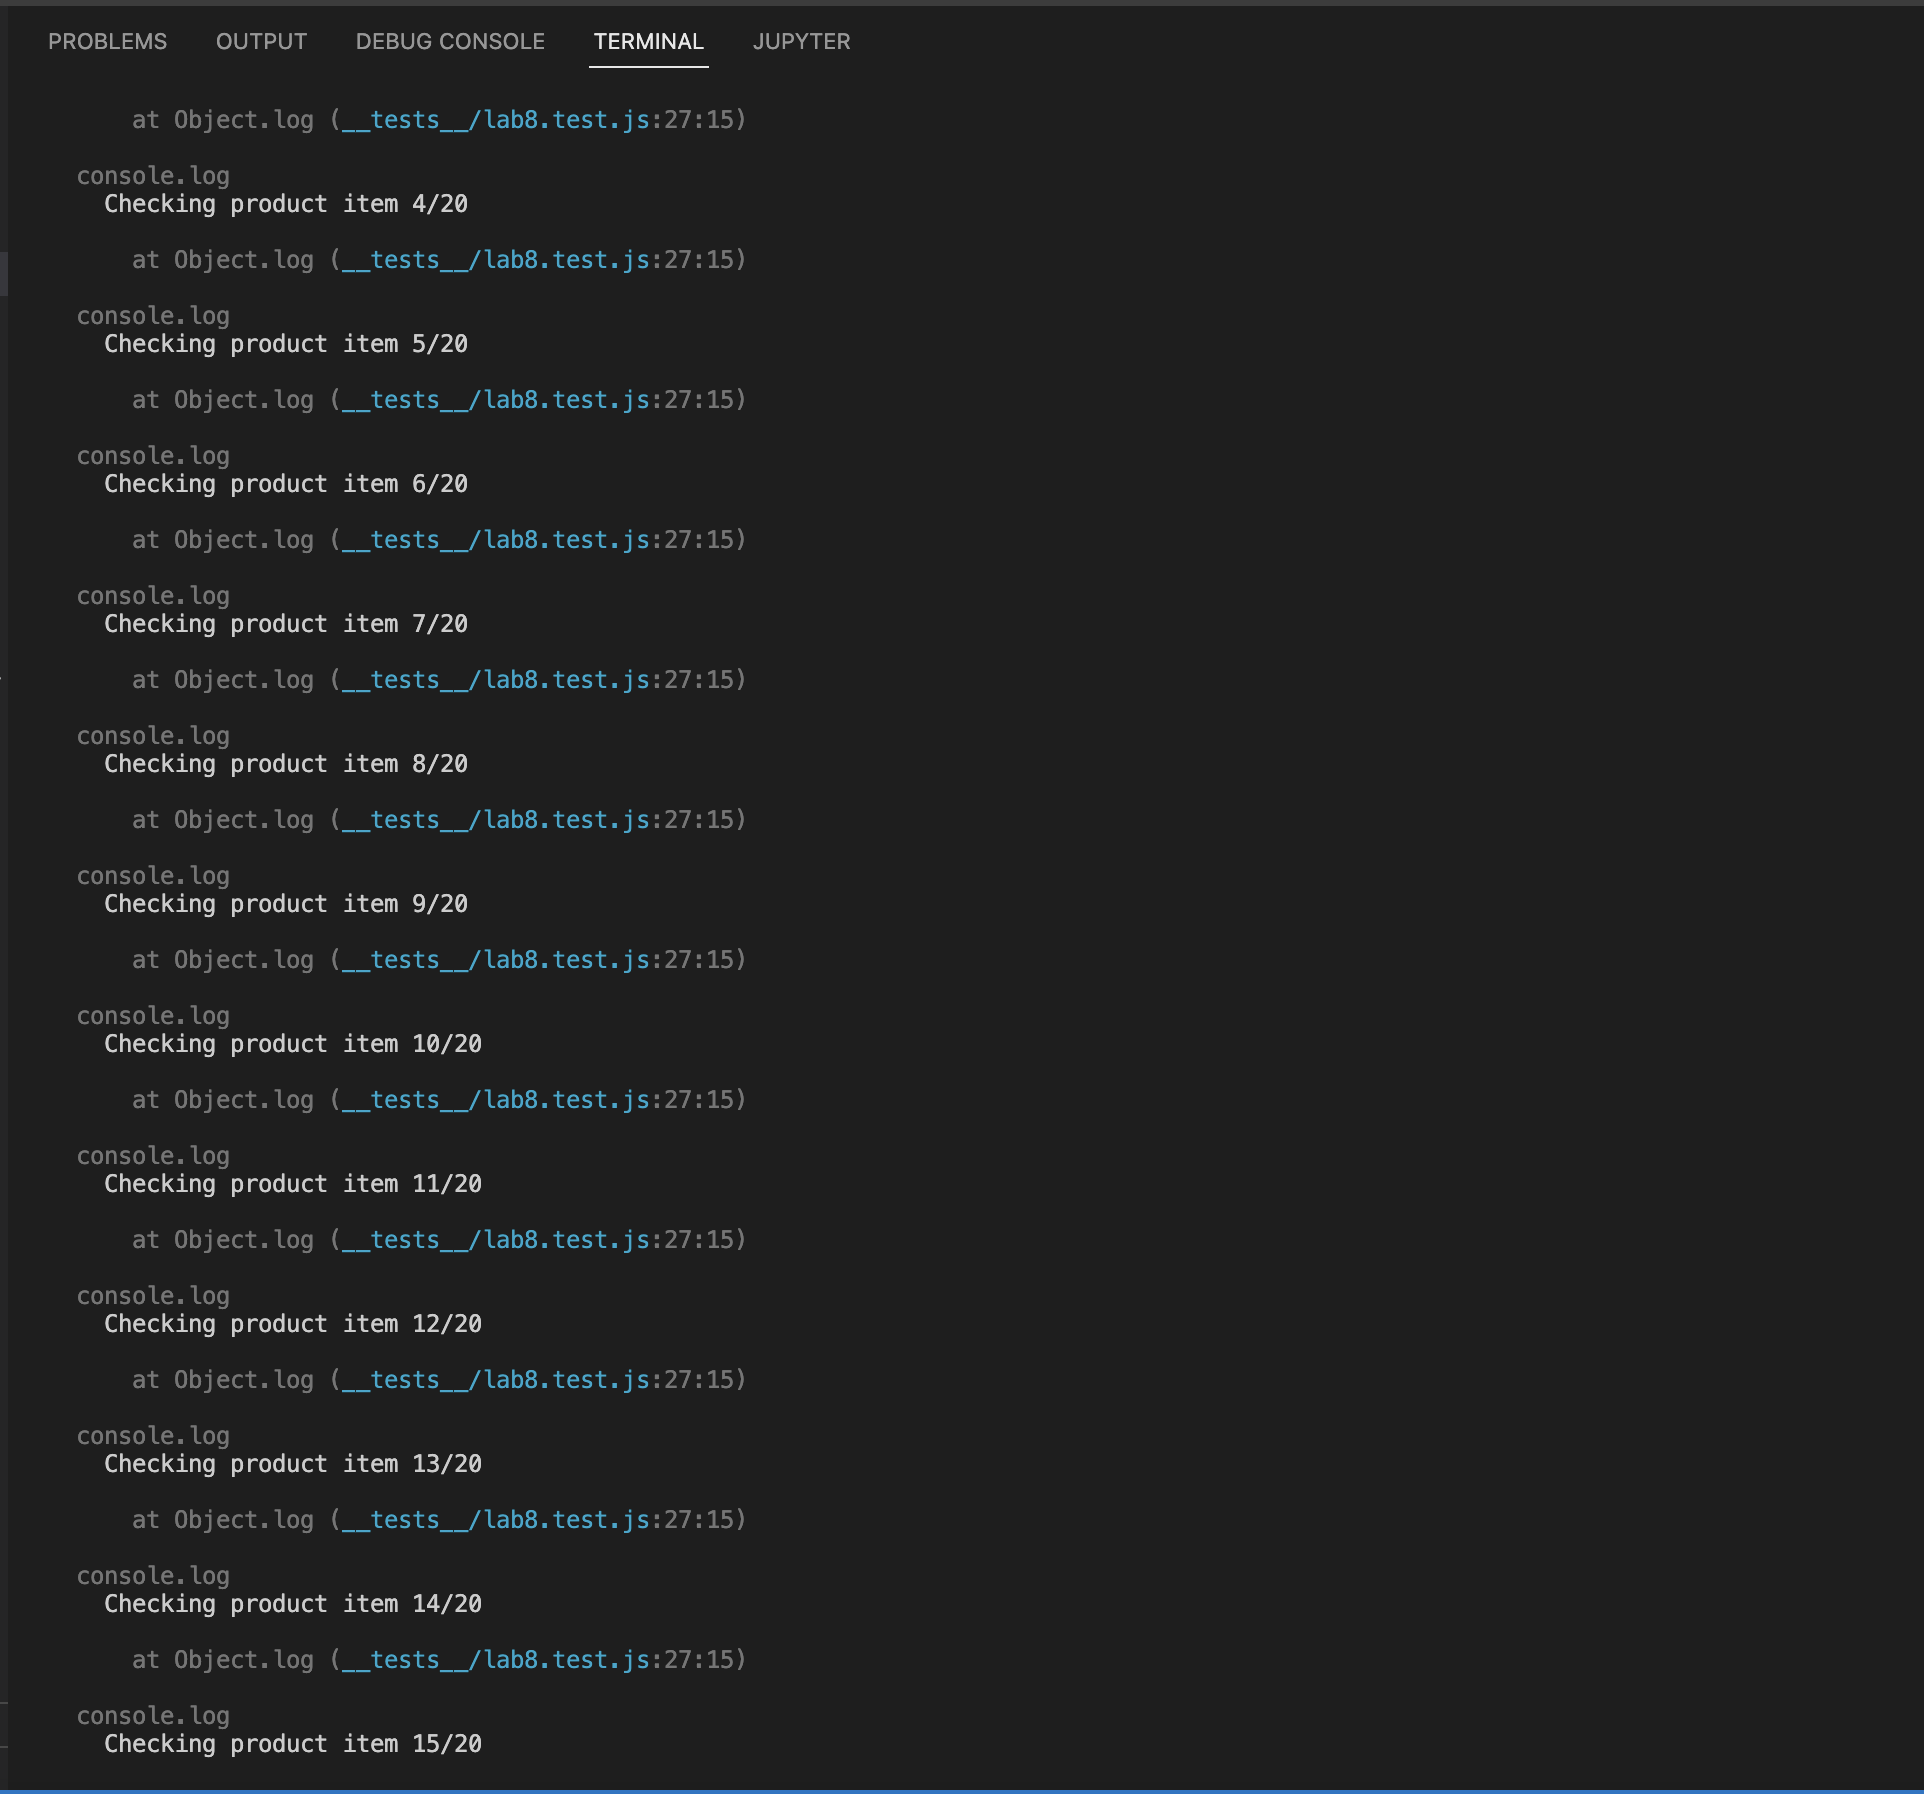 PROBLEMS OUTPUT DEBUG CONSOLE TERMINAL JUPYTER
at Object.log (__tests__/lab8.test.js:27:15)
console.log
Checking product item 4/20
at Object.log (__tests__/lab8.test.js:27:15)
console.log
Checking product item 5/20
at Object.log (__tests__/lab8.test.js:27:15)
console.log
Checking product item 6/20
at Object.log (__tests__/lab8.test.js:27:15)
console.log
Checking product item 7/20
at Object.log (__tests__/lab8.test.js:27:15)
console.log
Checking product item 8/20
at Object.log (__tests__/lab8.test.js:27:15)
console.log
Checking product item 9/20
at Object.log (__tests__/lab8.test.js:27:15)
console.log
Checking product item 10/20
at Object.log (__tests__/lab8.test.js:27:15)
console.log
Checking product item 11/20
at Object.log (__tests__/lab8.test.js:27:15)
console.log
Checking product item 12/20
at Object.log (__tests__/lab8.test.js:27:15)
console.log
Checking product item 13/20
at Object.log (__tests__/lab8.test.js:27:15)
console.log
Checking product item 14/20
at Object.log (__tests__/lab8.test.js:27:15)
console.log
Checking product item 15/20